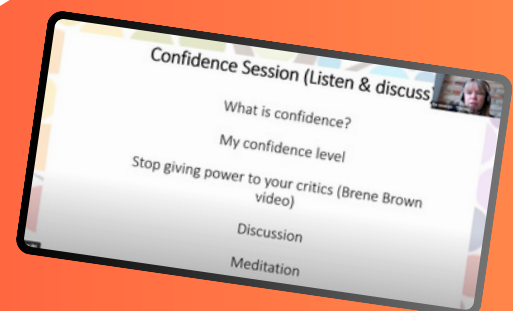 Confidence Session (Listen & discuss)
What is confidence?
My confidence level
Stop giving power to your critics (Brene Brown
video)
Discussion
Meditation